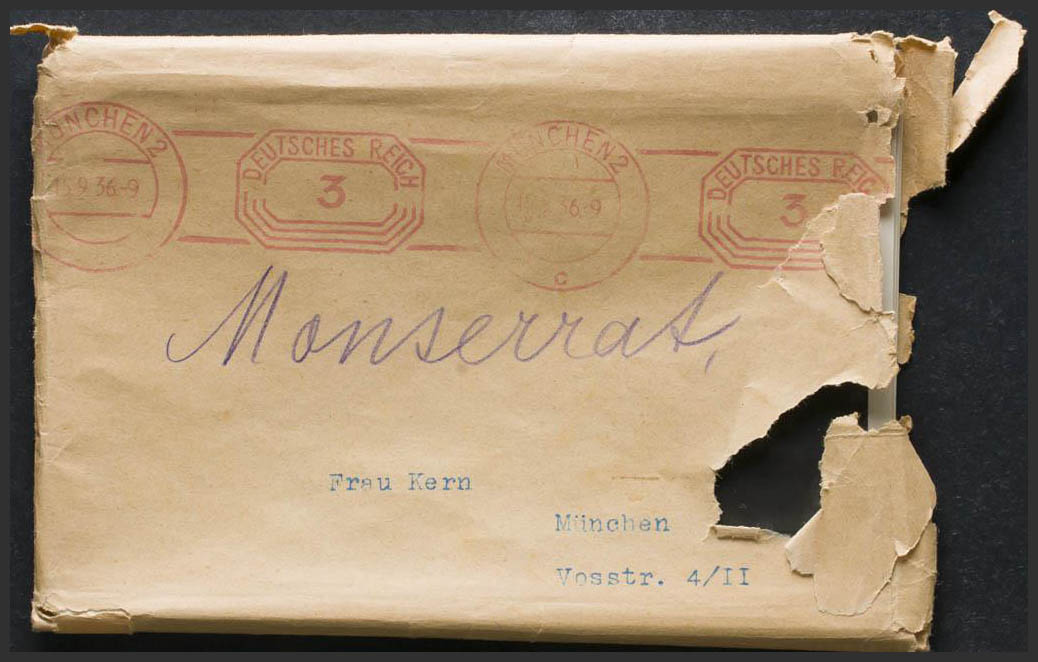 MÜNCHEN 2 DEUTSCHES REICH MÜNCHEN 2 DEUTSCHES REICH
15.9.36.-9 3 15.9.36.-9 3
c
Monserrat,
Frau Kern
München
Vosstr. 4/II